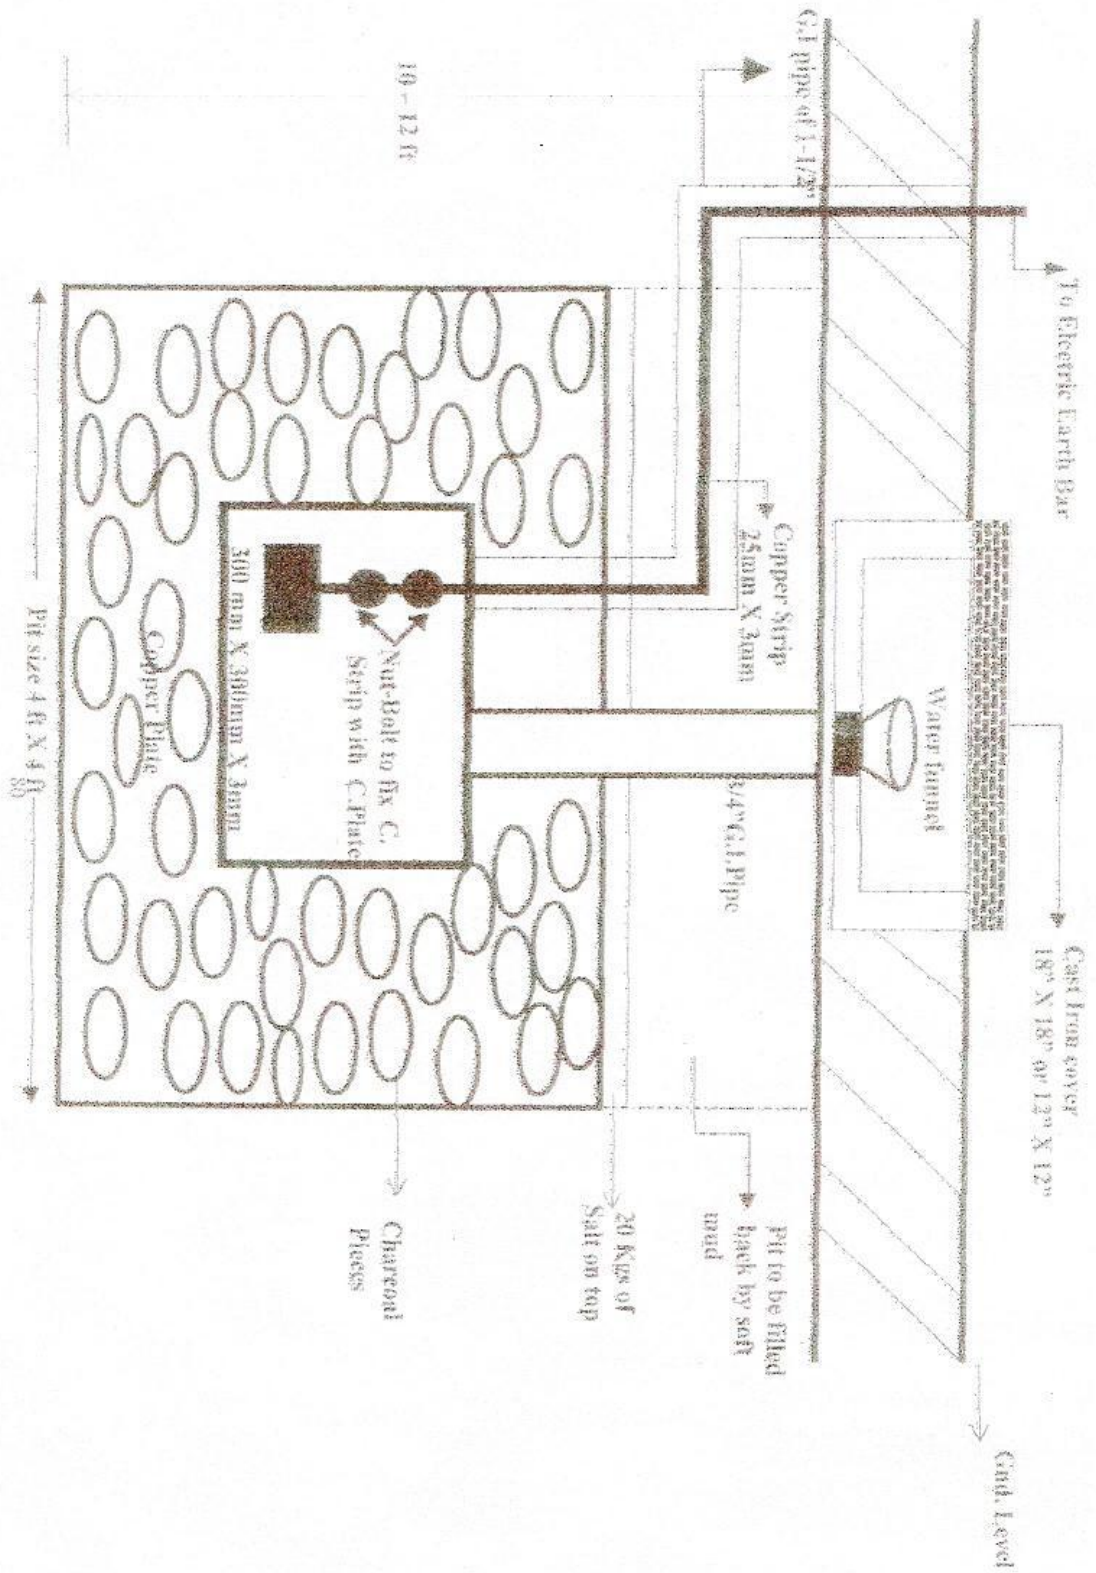 To Electric Earth Bar
Cast Iron cover
18" X 18" or 12" X 12"
Gnd. Level
Water funnel
G.I pipe of 1-1/2"
Copper Strip
25mm X 3mm
3/4" G.I.Pipe
Pit to be filled
back by soft
mud
20 Kgs of
Salt on top
10 – 12 ft
Nut-Bolt to fix C.
Strip with C.Plate
Charcoal
Pieces
300 mm X 300mm X 3mm
Copper Plate
Pit size 4 ft X 4 ft